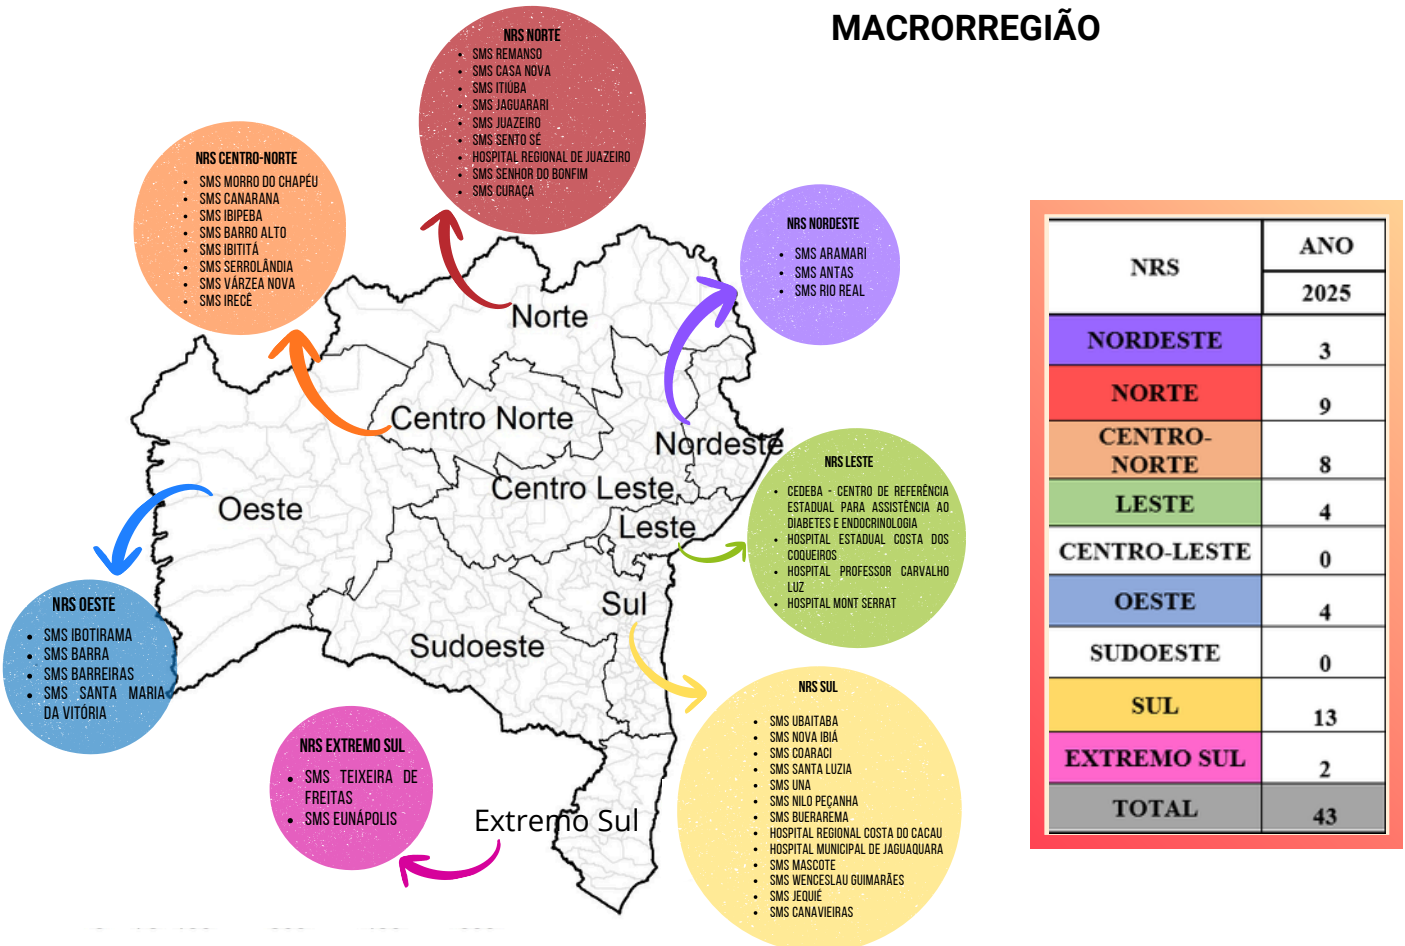 MACRORREGIÃO
NRS NORTE
SMS REMANSO
SMS CASA NOVA
SMS ITIÚBA
SMS JAGUARARI
SMS JUAZEIRO
SMS SENTO SÉ
HOSPITAL REGIONAL DE JUAZEIRO
SMS SENHOR DO BONFIM
SMS CURAÇA
NRS CENTRO-NORTE
SMS MORRO DO CHAPÉU
SMS CANARANA
SMS IBIPEBA
SMS BARRO ALTO
SMS IBITITÁ
SMS SERROLÂNDIA
SMS VÁRZEA NOVA
SMS IRECÊ
NRS NORDESTE
SMS ARAMARI
SMS ANTAS
SMS RIO REAL
Norte
Centro Norte
Nordeste
Centro Leste
Oeste
Leste
Sul
Sudoeste
Extremo Sul
NRS LESTE
CEDEBA - CENTRO DE REFERÊNCIA
ESTADUAL PARA ASSISTÊNCIA AO
DIABETES E ENDOCRINOLOGIA
HOSPITAL ESTADUAL COSTA DOS
COQUEIROS
HOSPITAL PROFESSOR CARVALHO
LUZ
HOSPITAL MONT SERRAT
NRS OESTE
SMS IBOTIRAMA
SMS BARRA
SMS BARREIRAS
SMS SANTA MARIA
DA VITÓRIA
NRS EXTREMO SUL
SMS TEIXEIRA DE
FREITAS
SMS EUNÁPOLIS
NRS SUL
SMS UBAITABA
SMS NOVA IBIÁ
SMS COARACI
SMS SANTA LUZIA
SMS UNA
SMS NILO PEÇANHA
SMS BUERAREMA
HOSPITAL REGIONAL COSTA DO CACAU
HOSPITAL MUNICIPAL DE JAGUAQUARA
SMS MASCOTE
SMS WENCESLAU GUIMARÃES
SMS JEQUIÉ
SMS CANAVIEIRAS
NRS ANO
2025
NORDESTE 3
NORTE 9
CENTRO-
NORTE 8
LESTE 4
CENTRO-LESTE 0
OESTE 4
SUDOESTE 0
SUL 13
EXTREMO SUL 2
TOTAL 43